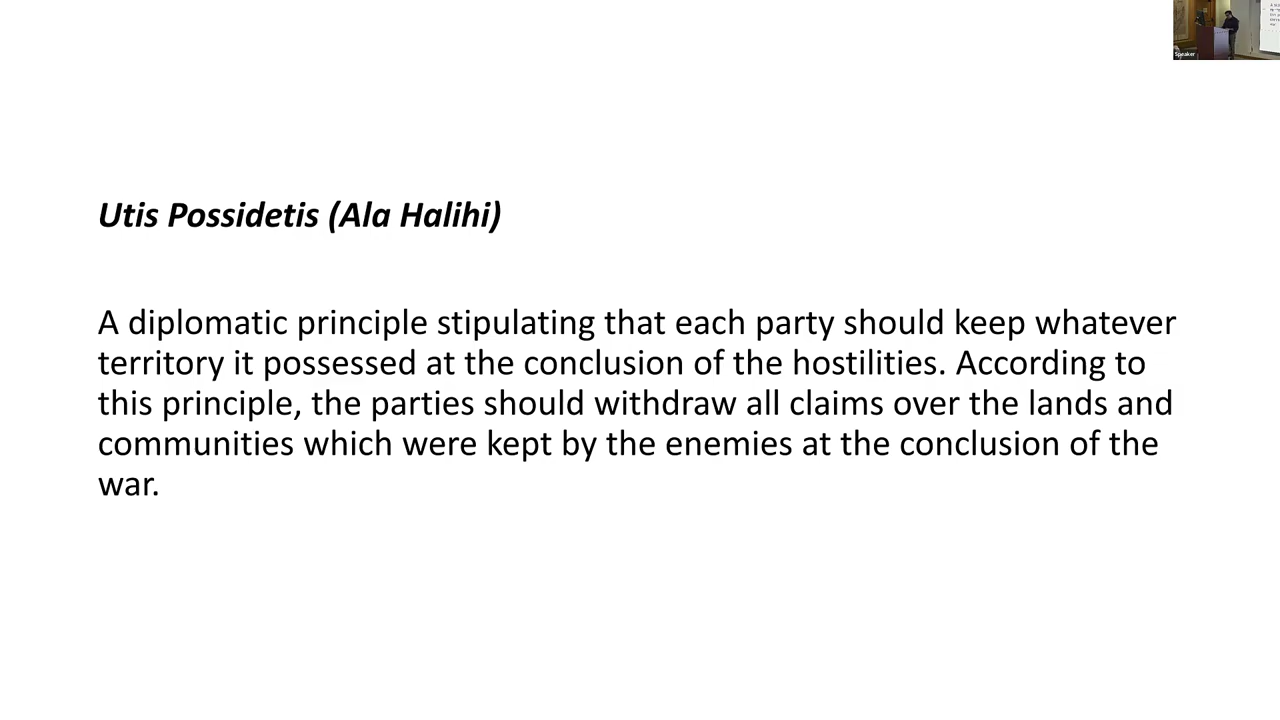 Speaker
Utis Possidetis (Ala Halihi)
A diplomatic principle stipulating that each party should keep whatever
territory it possessed at the conclusion of the hostilities. According to
this principle, the parties should withdraw all claims over the lands and
communities which were kept by the enemies at the conclusion of the
war.